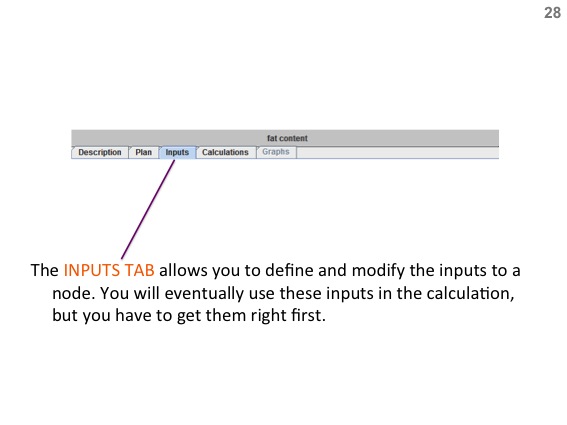 28
fat content
Description Plan Inputs Calculations Graphs
The INPUTS TAB allows you to define and modify the inputs to a
node. You will eventually use these inputs in the calculation,
but you have to get them right first.